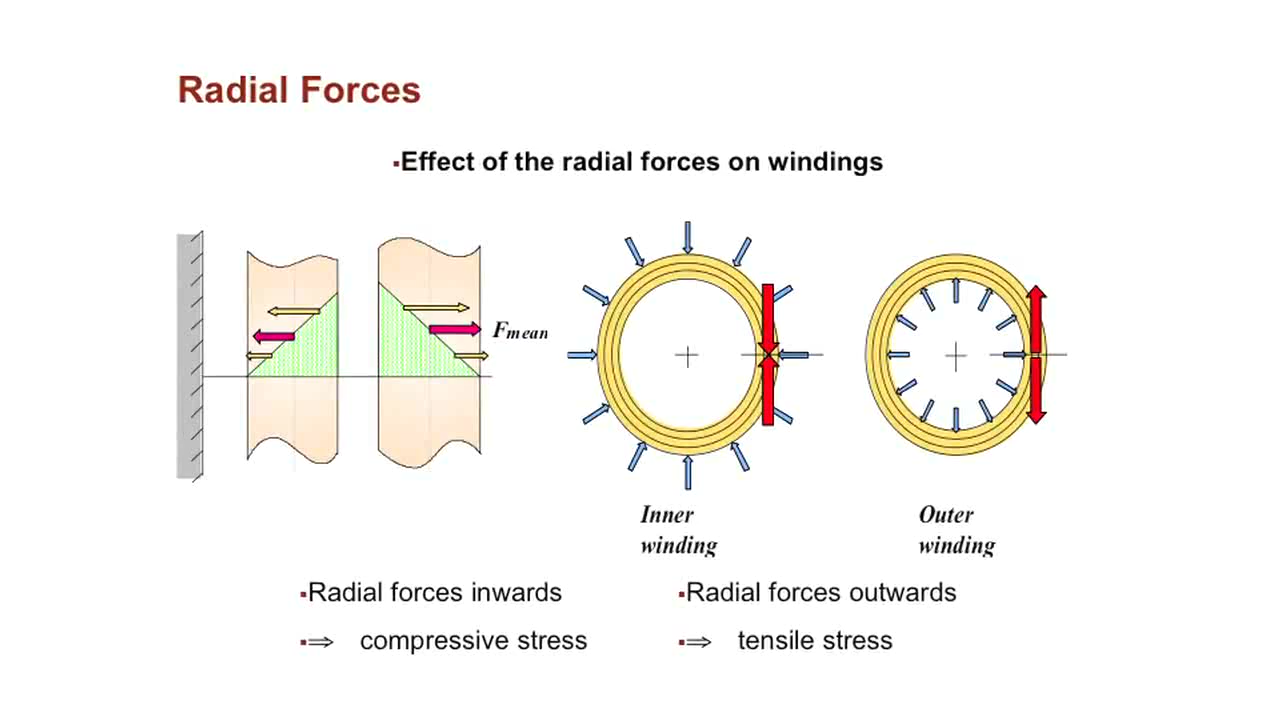 Radial Forces
▪Effect of the radial forces on windings
Fmean
Inner
winding
Outer
winding
▪Radial forces inwards
▪Radial forces outwards
▪⇒ compressive stress
▪⇒ tensile stress